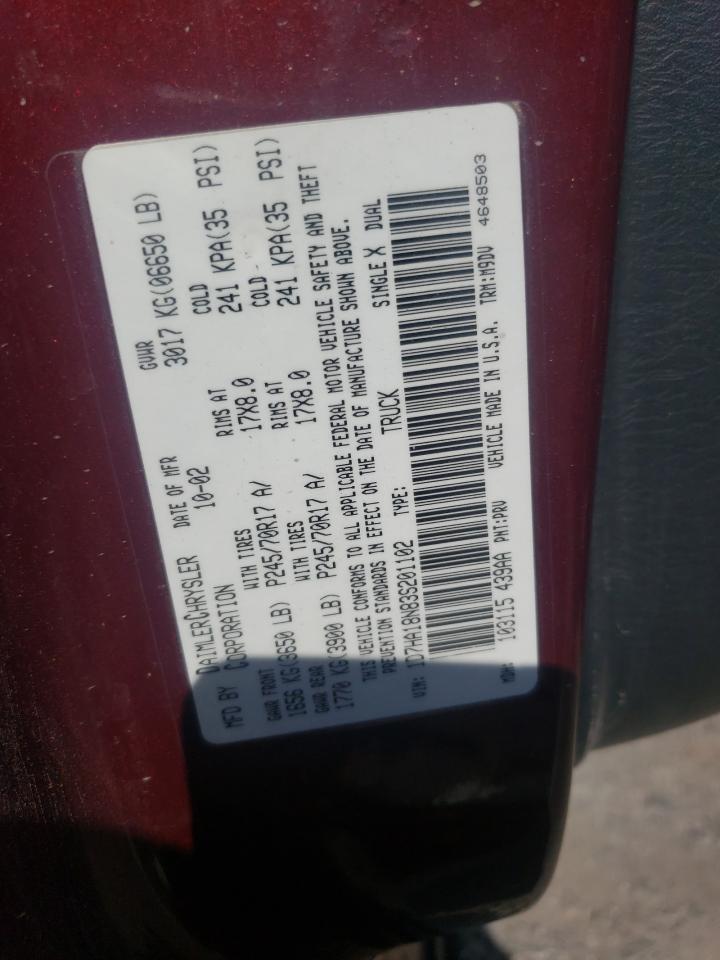 MFD BY DAIMLERCHRYSLER CORPORATION DATE OF MFR 10-02 GVWR 3017 KG(06650 LB)
GAWR FRONT WITH TIRES RIMS AT COLD
1656 KG(3650 LB) P245/70R17 A/ 17X8.0 241 KPA(35 PSI)
GAWR REAR WITH TIRES RIMS AT COLD
1770 KG(3900 LB) P245/70R17 A/ 17X8.0 241 KPA(35 PSI)
THIS VEHICLE CONFORMS TO ALL APPLICABLE FEDERAL MOTOR VEHICLE SAFETY AND THEFT
PREVENTION STANDARDS IN EFFECT ON THE DATE OF MANUFACTURE SHOWN ABOVE.
VIN: 1D7HA18N83S201102 TYPE: TRUCK SINGLE X DUAL
MDH: 103115 439AA PNT:PRV VEHICLE MADE IN U.S.A. TRM:M9DV
4648503